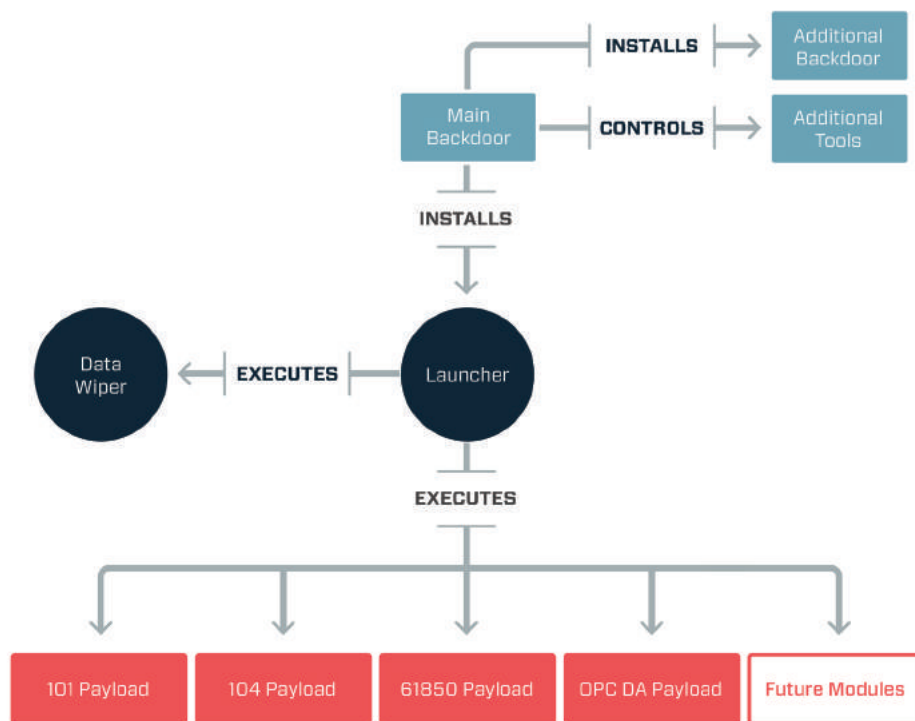 INSTALLS
Additional
Backdoor
Main
Backdoor
CONTROLS
Additional
Tools
INSTALLS
Data
Wiper
EXECUTES
Launcher
EXECUTES
101 Payload
104 Payload
61850 Payload
OPC DA Payload
Future Modules